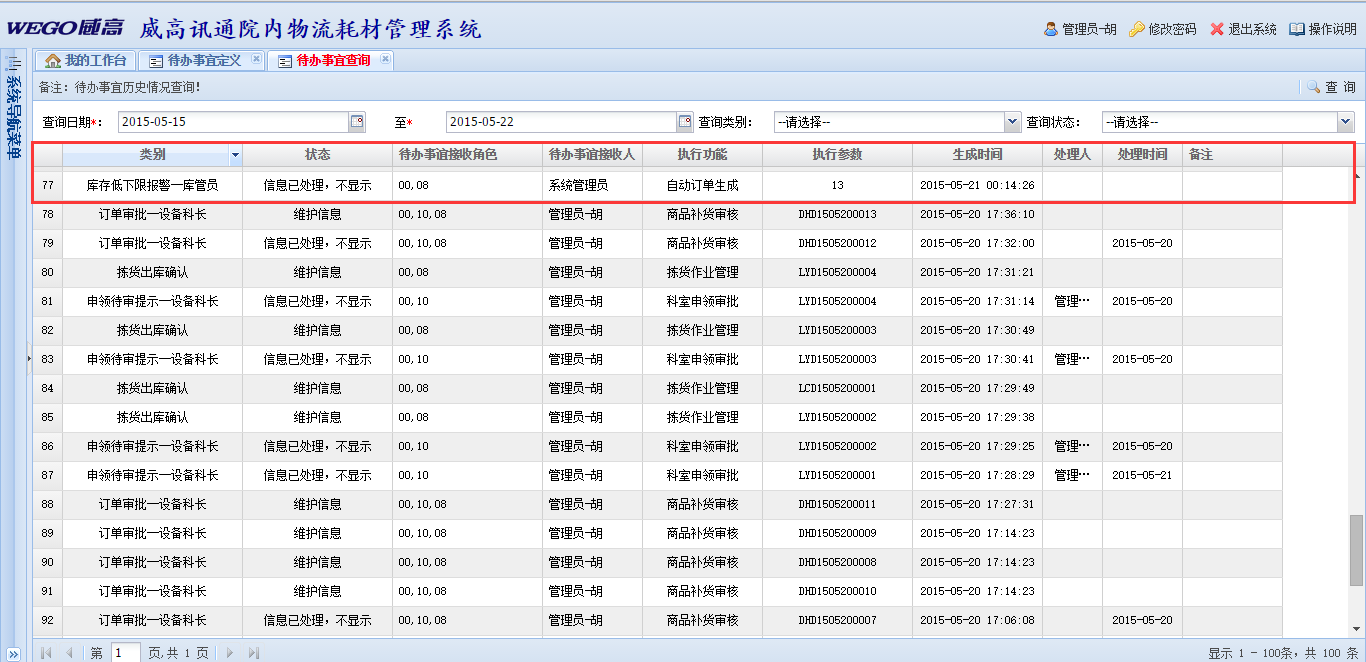 WEGO威高 威高讯通院内物流耗材管理系统 管理员-胡 修改密码 退出系统 操作说明
系统导航菜单
我的工作台 待办事宜定义 待办事宜查询
备注：待办事宜历史情况查询！ 查 询
查询日期*： 2015-05-15 至* 2015-05-22 查询类别： --请选择-- 查询状态： --请选择--
类别 状态 待办事谊接收角色 待办事谊接收人 执行功能 执行参数 生成时间 处理人 处理时间 备注
77 库存低下限报警—库管员 信息已处理，不显示 00,08 系统管理员 自动订单生成 13 2015-05-21 00:14:26
78 订单审批—设备科长 维护信息 00,10,08 管理员-胡 商品补货审核 DHD1505200013 2015-05-20 17:36:10
79 订单审批—设备科长 信息已处理，不显示 00,10,08 管理员-胡 商品补货审核 DHD1505200012 2015-05-20 17:32:00 2015-05-20
80 拣货出库确认 维护信息 00,08 管理员-胡 拣货作业管理 LYD1505200004 2015-05-20 17:31:21
81 申领待审提示—设备科长 信息已处理，不显示 00,10 管理员-胡 科室申领审批 LYD1505200004 2015-05-20 17:31:14 管理… 2015-05-20
82 拣货出库确认 维护信息 00,08 管理员-胡 拣货作业管理 LYD1505200003 2015-05-20 17:30:49
83 申领待审提示—设备科长 信息已处理，不显示 00,10 管理员-胡 科室申领审批 LYD1505200003 2015-05-20 17:30:41 管理… 2015-05-20
84 拣货出库确认 维护信息 00,08 管理员-胡 拣货作业管理 LCD1505200001 2015-05-20 17:29:49
85 拣货出库确认 维护信息 00,08 管理员-胡 拣货作业管理 LYD1505200002 2015-05-20 17:29:38
86 申领待审提示—设备科长 信息已处理，不显示 00,10 管理员-胡 科室申领审批 LYD1505200002 2015-05-20 17:29:25 管理… 2015-05-20
87 申领待审提示—设备科长 信息已处理，不显示 00,10 管理员-胡 科室申领审批 LYD1505200001 2015-05-20 17:28:29 管理… 2015-05-21
88 订单审批—设备科长 维护信息 00,10,08 管理员-胡 商品补货审核 DHD1505200011 2015-05-20 17:27:31
89 订单审批—设备科长 维护信息 00,10,08 管理员-胡 商品补货审核 DHD1505200009 2015-05-20 17:14:23
90 订单审批—设备科长 维护信息 00,10,08 管理员-胡 商品补货审核 DHD1505200008 2015-05-20 17:14:23
91 订单审批—设备科长 维护信息 00,10,08 管理员-胡 商品补货审核 DHD1505200010 2015-05-20 17:14:23
92 订单审批—设备科长 信息已处理，不显示 00,10,08 管理员-胡 商品补货审核 DHD1505200007 2015-05-20 17:06:08 2015-05-20
第 1 页,共 1 页 显示 1 - 100条，共 100 条